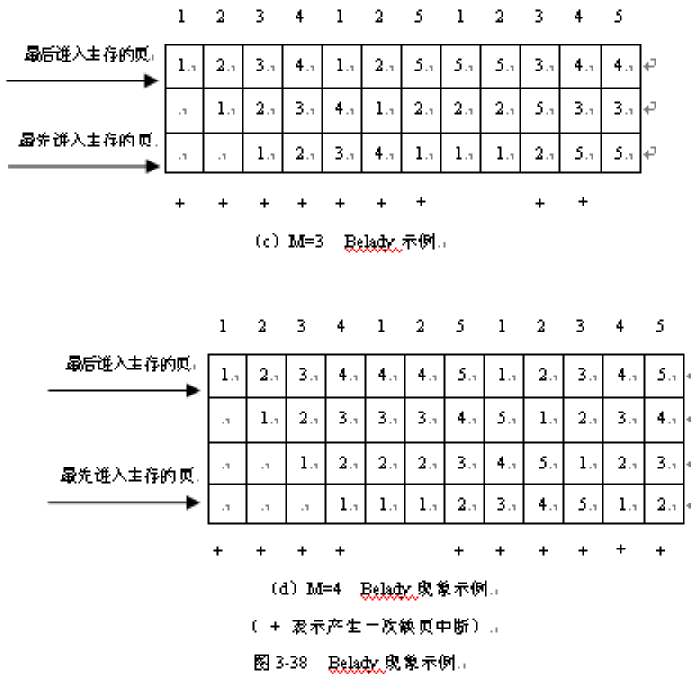 1 2 3 4 1 2 5 1 2 3 4 5
最后进入主存的页
1 2 3 4 1 2 5 5 5 3 4 4
1 2 3 4 1 2 2 2 5 3 3
最先进入主存的页
1 2 3 4 1 1 1 2 5 5
+ + + + + + + + +
(c) M=3 Belady 示例
1 2 3 4 1 2 5 1 2 3 4 5
最后进入主存的页
1 2 3 4 4 4 5 1 2 3 4 5
1 2 3 3 3 4 5 1 2 3 4
1 2 2 2 3 4 5 1 2 3
最先进入主存的页
1 1 1 2 3 4 5 1 2
+ + + + + + + + + +
(d) M=4 Belady 现象示例
( + 表示产生一次缺页中断)
图 3-38 Belady 现象示例